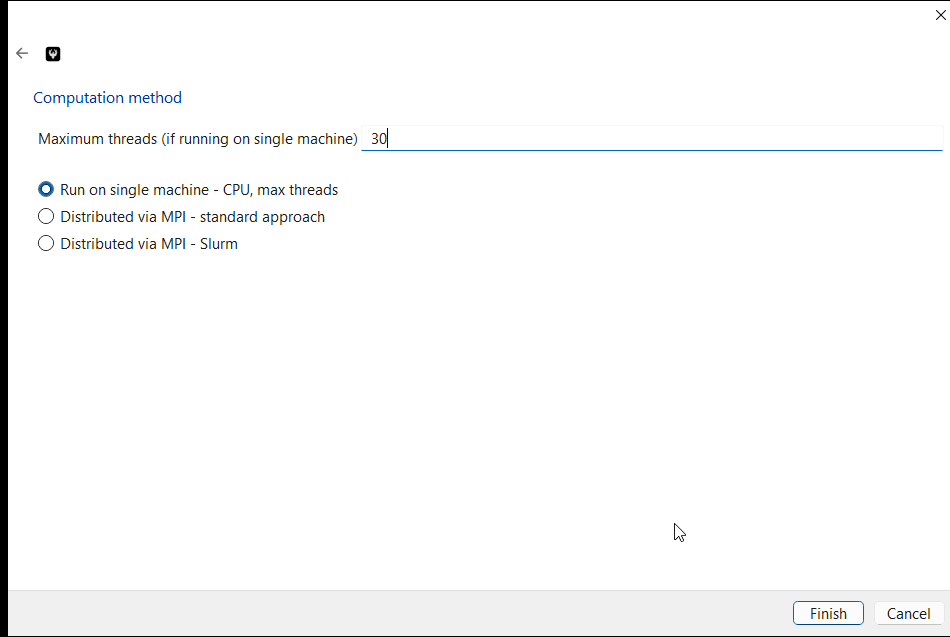 Computation method
Maximum threads (if running on single machine) 30
Run on single machine - CPU, max threads
Distributed via MPI - standard approach
Distributed via MPI - Slurm
Finish Cancel